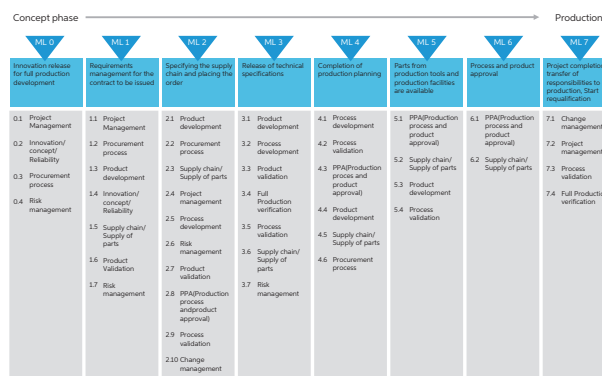 Concept phase
Production
ML 0
ML 1
ML 2
ML 3
ML 4
ML 5
ML 6
ML 7
Innovation release
for full production
development
Requirements
management for the
contract to be issued
Specifying the supply
chain and placing the
order
Release of technical
specifications
Completion of
production planning
Parts from
production tools and
production facilities
are available
Process and product
approval
Project completion
transfer of
responsibilities to
production, Start
requalification
0.1 Project
Management
0.2 Innovation/
concept/
Reliability
0.3 Procurement
process
0.4 Risk
management
1.1 Project
Management
1.2 Procurement
process
1.3 Product
development
1.4 Innovation/
concept/
Reliability
1.5 Supply chain/
Supply of
parts
1.6 Product
Validation
1.7 Risk
management
2.1 Product
development
2.2 Procurement
process
2.3 Supply chain/
Supply of parts
2.4 Project
management
2.5 Process
development
2.6 Risk
management
2.7 Product
validation
2.8 PPA(Production
process
andproduct
approval)
2.9 Process
validation
2.10 Change
management
3.1 Product
development
3.2 Process
development
3.3 Product
validation
3.4 Full
Production
verification
3.5 Process
validation
3.6 Supply chain/
Supply of
parts
3.7 Risk
management
4.1 Process
development
4.2 Process
validation
4.3 PPA(Production
proces and
product
approval)
4.4 Product
development
4.5 Supply chain/
Supply of parts
4.6 Procurement
process
5.1 PPA(Production
process and
product
approval)
5.2 Supply chain/
Supply of parts
5.3 Product
development
5.4 Process
validation
6.1 PPA(Production
process and
product
approval)
6.2 Supply chain/
Supply of parts
7.1 Change
management
7.2 Project
management
7.3 Process
validation
7.4 Full Productio
verification